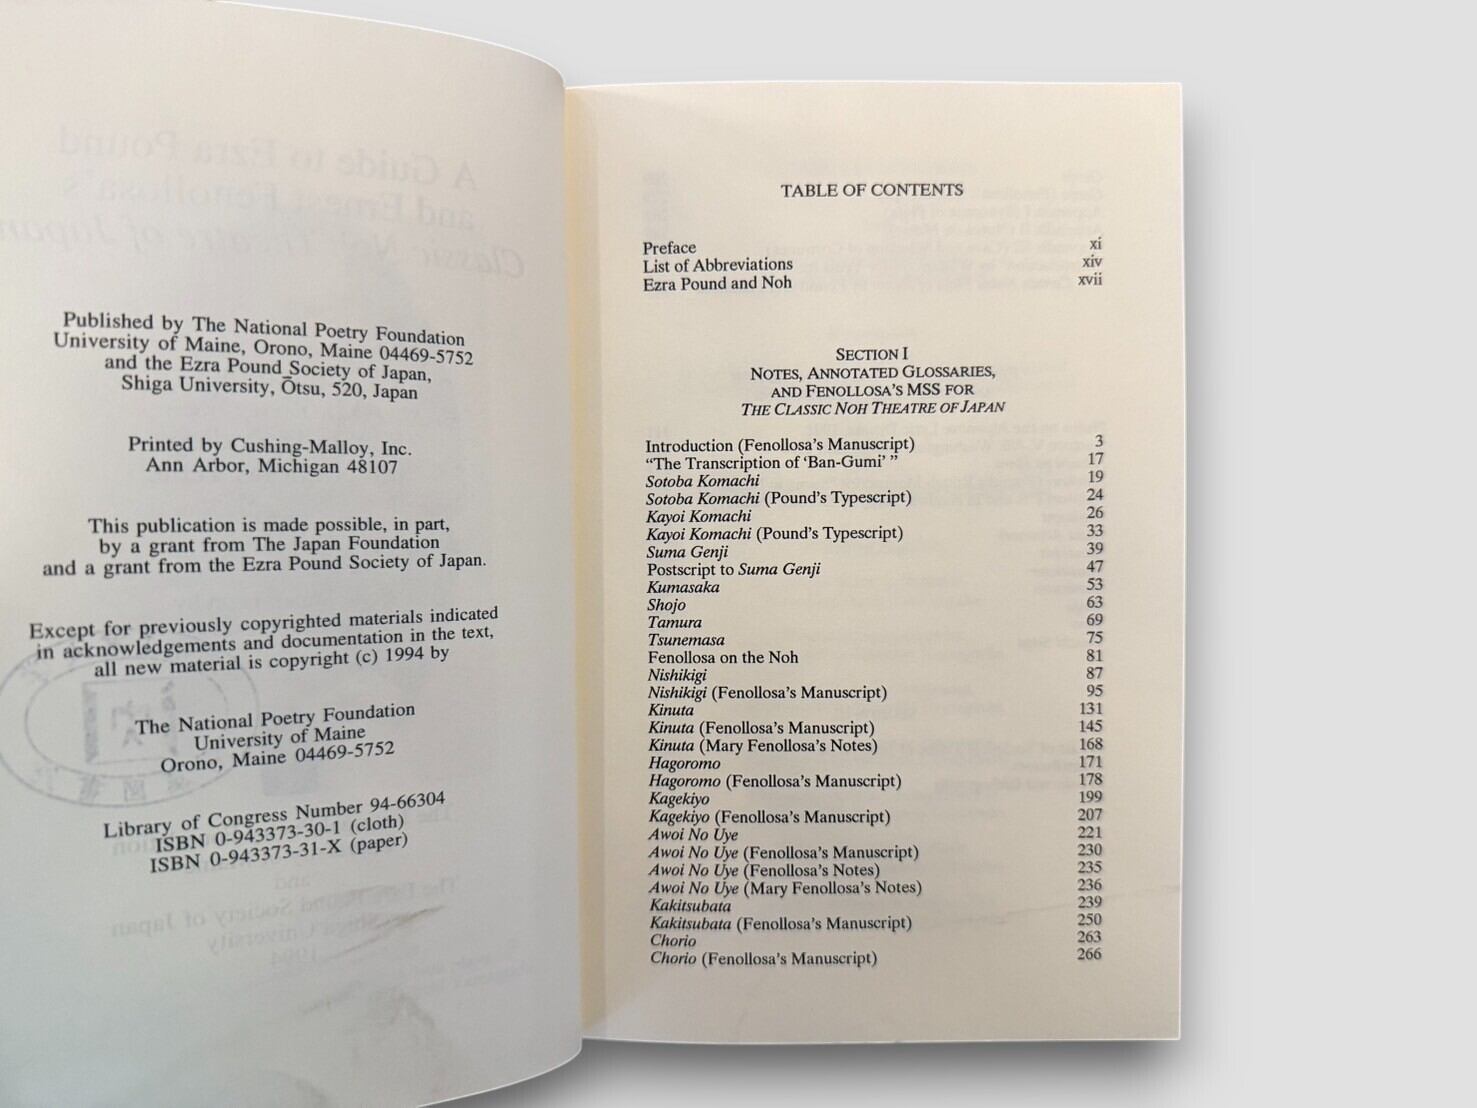 Published by The National Poetry Foundation
University of Maine, Orono, Maine 04469-5752
and the Ezra Pound Society of Japan,
Shiga University, Ōtsu, 520, Japan
Printed by Cushing-Malloy, Inc.
Ann Arbor, Michigan 48107
This publication is made possible, in part,
by a grant from The Japan Foundation
and a grant from the Ezra Pound Society of Japan.
Except for previously copyrighted materials indicated
in acknowledgements and documentation in the text,
all new material is copyright (c) 1994 by
The National Poetry Foundation
University of Maine
Orono, Maine 04469-5752
Library of Congress Number 94-66304
ISBN 0-943373-30-1 (cloth)
ISBN 0-943373-31-X (paper)
TABLE OF CONTENTS
Preface xi
List of Abbreviations xiv
Ezra Pound and Noh xvii
SECTION I
NOTES, ANNOTATED GLOSSARIES,
AND FENOLLOSA'S MSS FOR
THE CLASSIC NOH THEATRE OF JAPAN
Introduction (Fenollosa's Manuscript) 3
“The Transcription of ‘Ban-Gumi’ ” 17
Sotoba Komachi 19
Sotoba Komachi (Pound's Typescript) 24
Kayoi Komachi 26
Kayoi Komachi (Pound's Typescript) 33
Suma Genji 39
Postscript to Suma Genji 47
Kumasaka 53
Shojo 63
Tamura 69
Tsunemasa 75
Fenollosa on the Noh 81
Nishikigi 87
Nishikigi (Fenollosa's Manuscript) 95
Kinuta 131
Kinuta (Fenollosa's Manuscript) 145
Kinuta (Mary Fenollosa's Notes) 168
Hagoromo 171
Hagoromo (Fenollosa's Manuscript) 178
Kagekiyo 199
Kagekiyo (Fenollosa's Manuscript) 207
Awoi No Uye 221
Awoi No Uye (Fenollosa's Manuscript) 230
Awoi No Uye (Fenollosa's Notes) 235
Awoi No Uye (Mary Fenollosa's Notes) 236
Kakitsubata 239
Kakitsubata (Fenollosa's Manuscript) 250
Chorio 263
Chorio (Fenollosa's Manuscript) 266